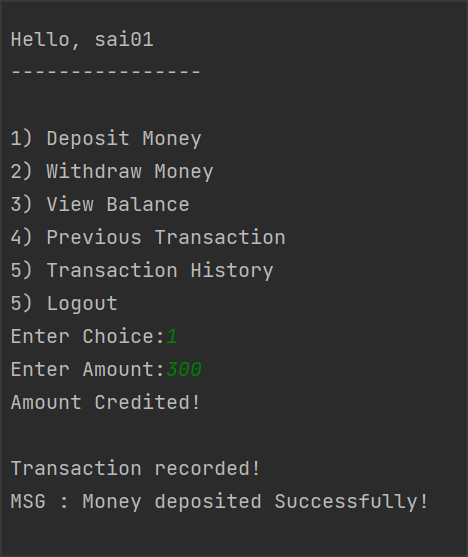 Hello, sai01
----------------
1) Deposit Money
2) Withdraw Money
3) View Balance
4) Previous Transaction
5) Transaction History
5) Logout
Enter Choice:1
Enter Amount:300
Amount Credited!
Transaction recorded!
MSG : Money deposited Successfully!